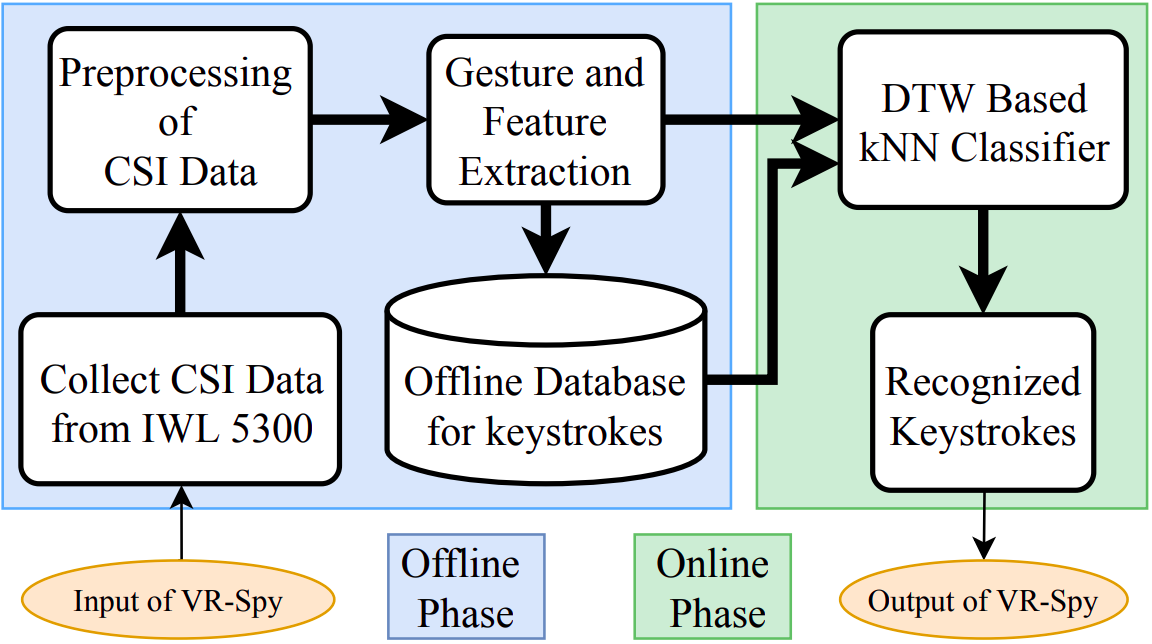 Preprocessing
of
CSI Data
Gesture and
Feature
Extraction
DTW Based
kNN Classifier
Collect CSI Data
from IWL 5300
Offline Database
for keystrokes
Recognized
Keystrokes
Input of VR-Spy
Offline
Phase
Online
Phase
Output of VR-Spy